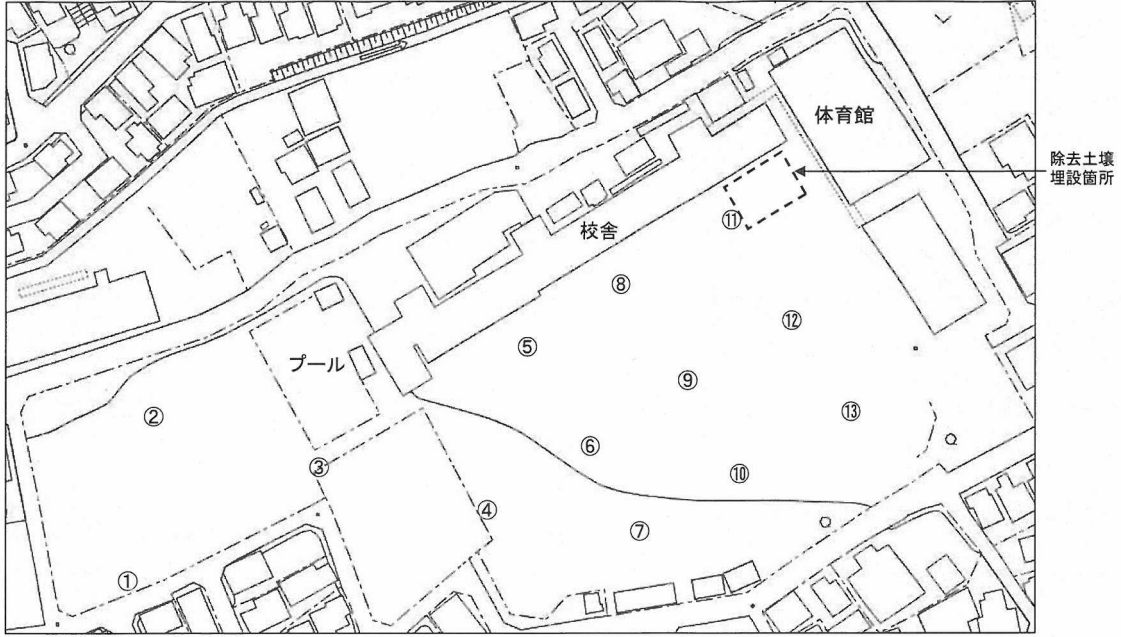 体育館
除去土壌
埋設箇所
⑪
校舎
⑧
⑫
⑤
プール
⑨
②
⑬
⑥
③
⑩
④
⑦
①